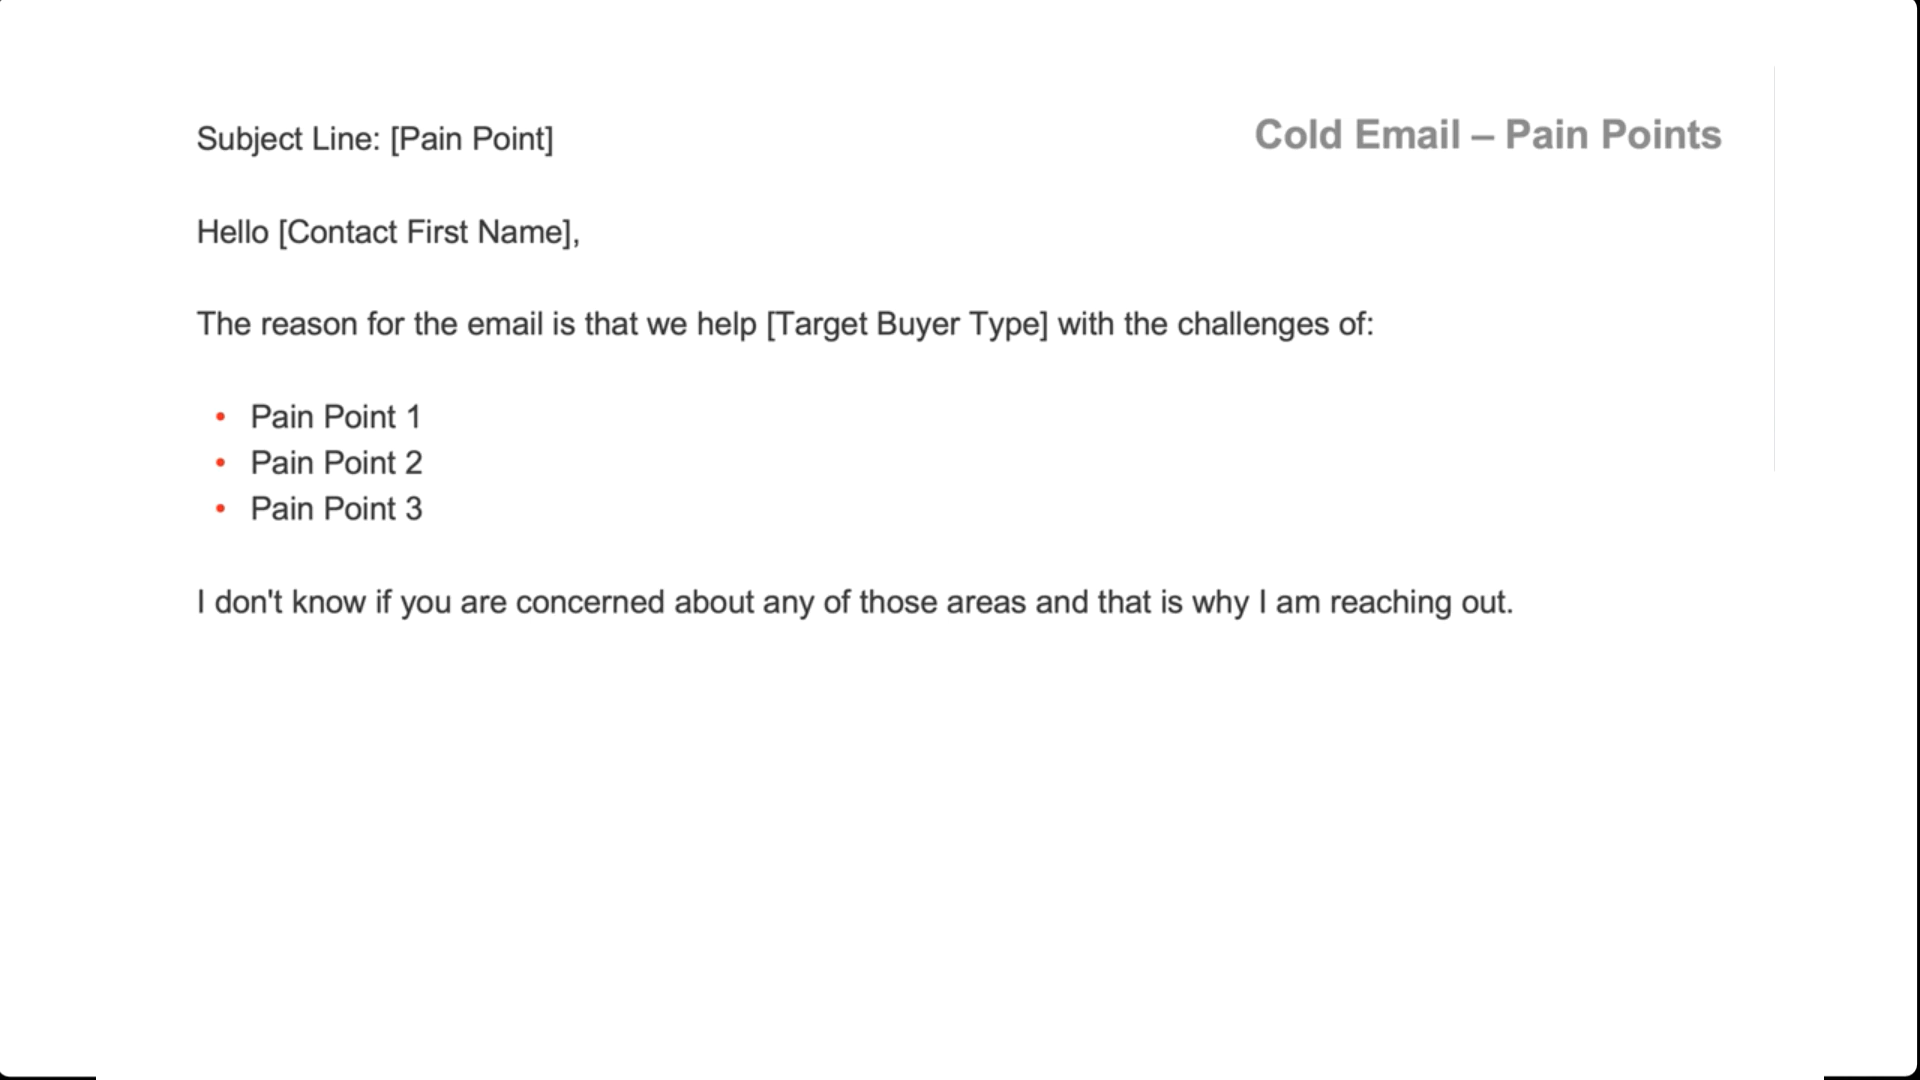 Subject Line: [Pain Point]
Cold Email – Pain Points
Hello [Contact First Name],
The reason for the email is that we help [Target Buyer Type] with the challenges of:
• Pain Point 1
• Pain Point 2
• Pain Point 3
I don't know if you are concerned about any of those areas and that is why I am reaching out.